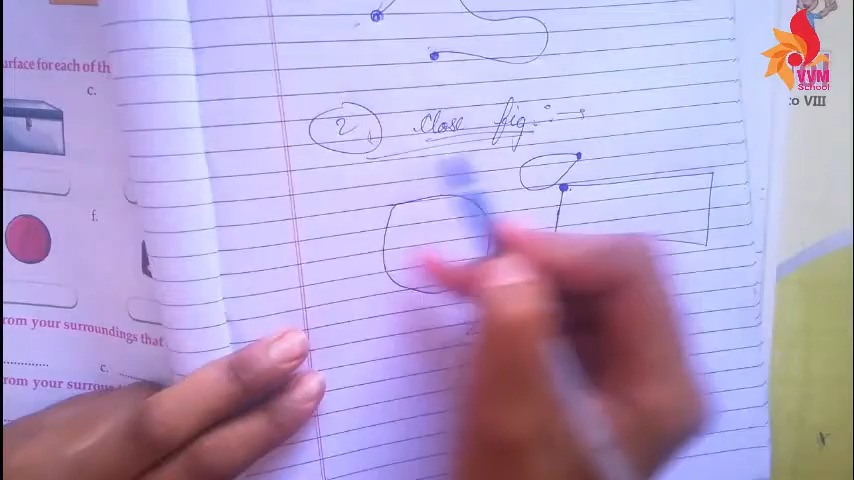 urface for each of th
c.
VVM
School
to VIII
2
Close fig. :→
f.
rom your surroundings that
c.
rom your surrou